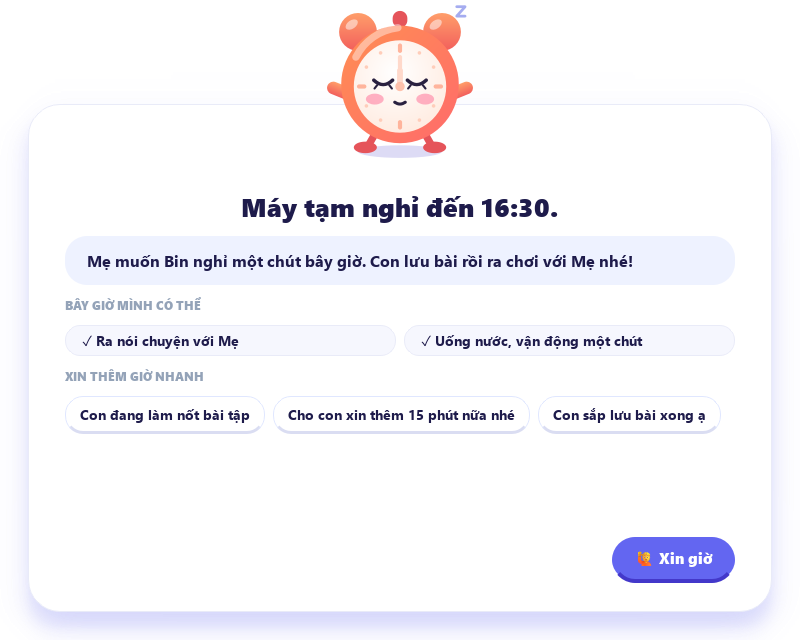 z
Máy tạm nghỉ đến 16:30.
Mẹ muốn Bin nghỉ một chút bây giờ. Con lưu bài rồi ra chơi với Mẹ nhé!
BÂY GIỜ MÌNH CÓ THỂ
✓ Ra nói chuyện với Mẹ
✓ Uống nước, vận động một chút
XIN THÊM GIỜ NHANH
Con đang làm nốt bài tập
Cho con xin thêm 15 phút nữa nhé
Con sắp lưu bài xong ạ
Xin giờ